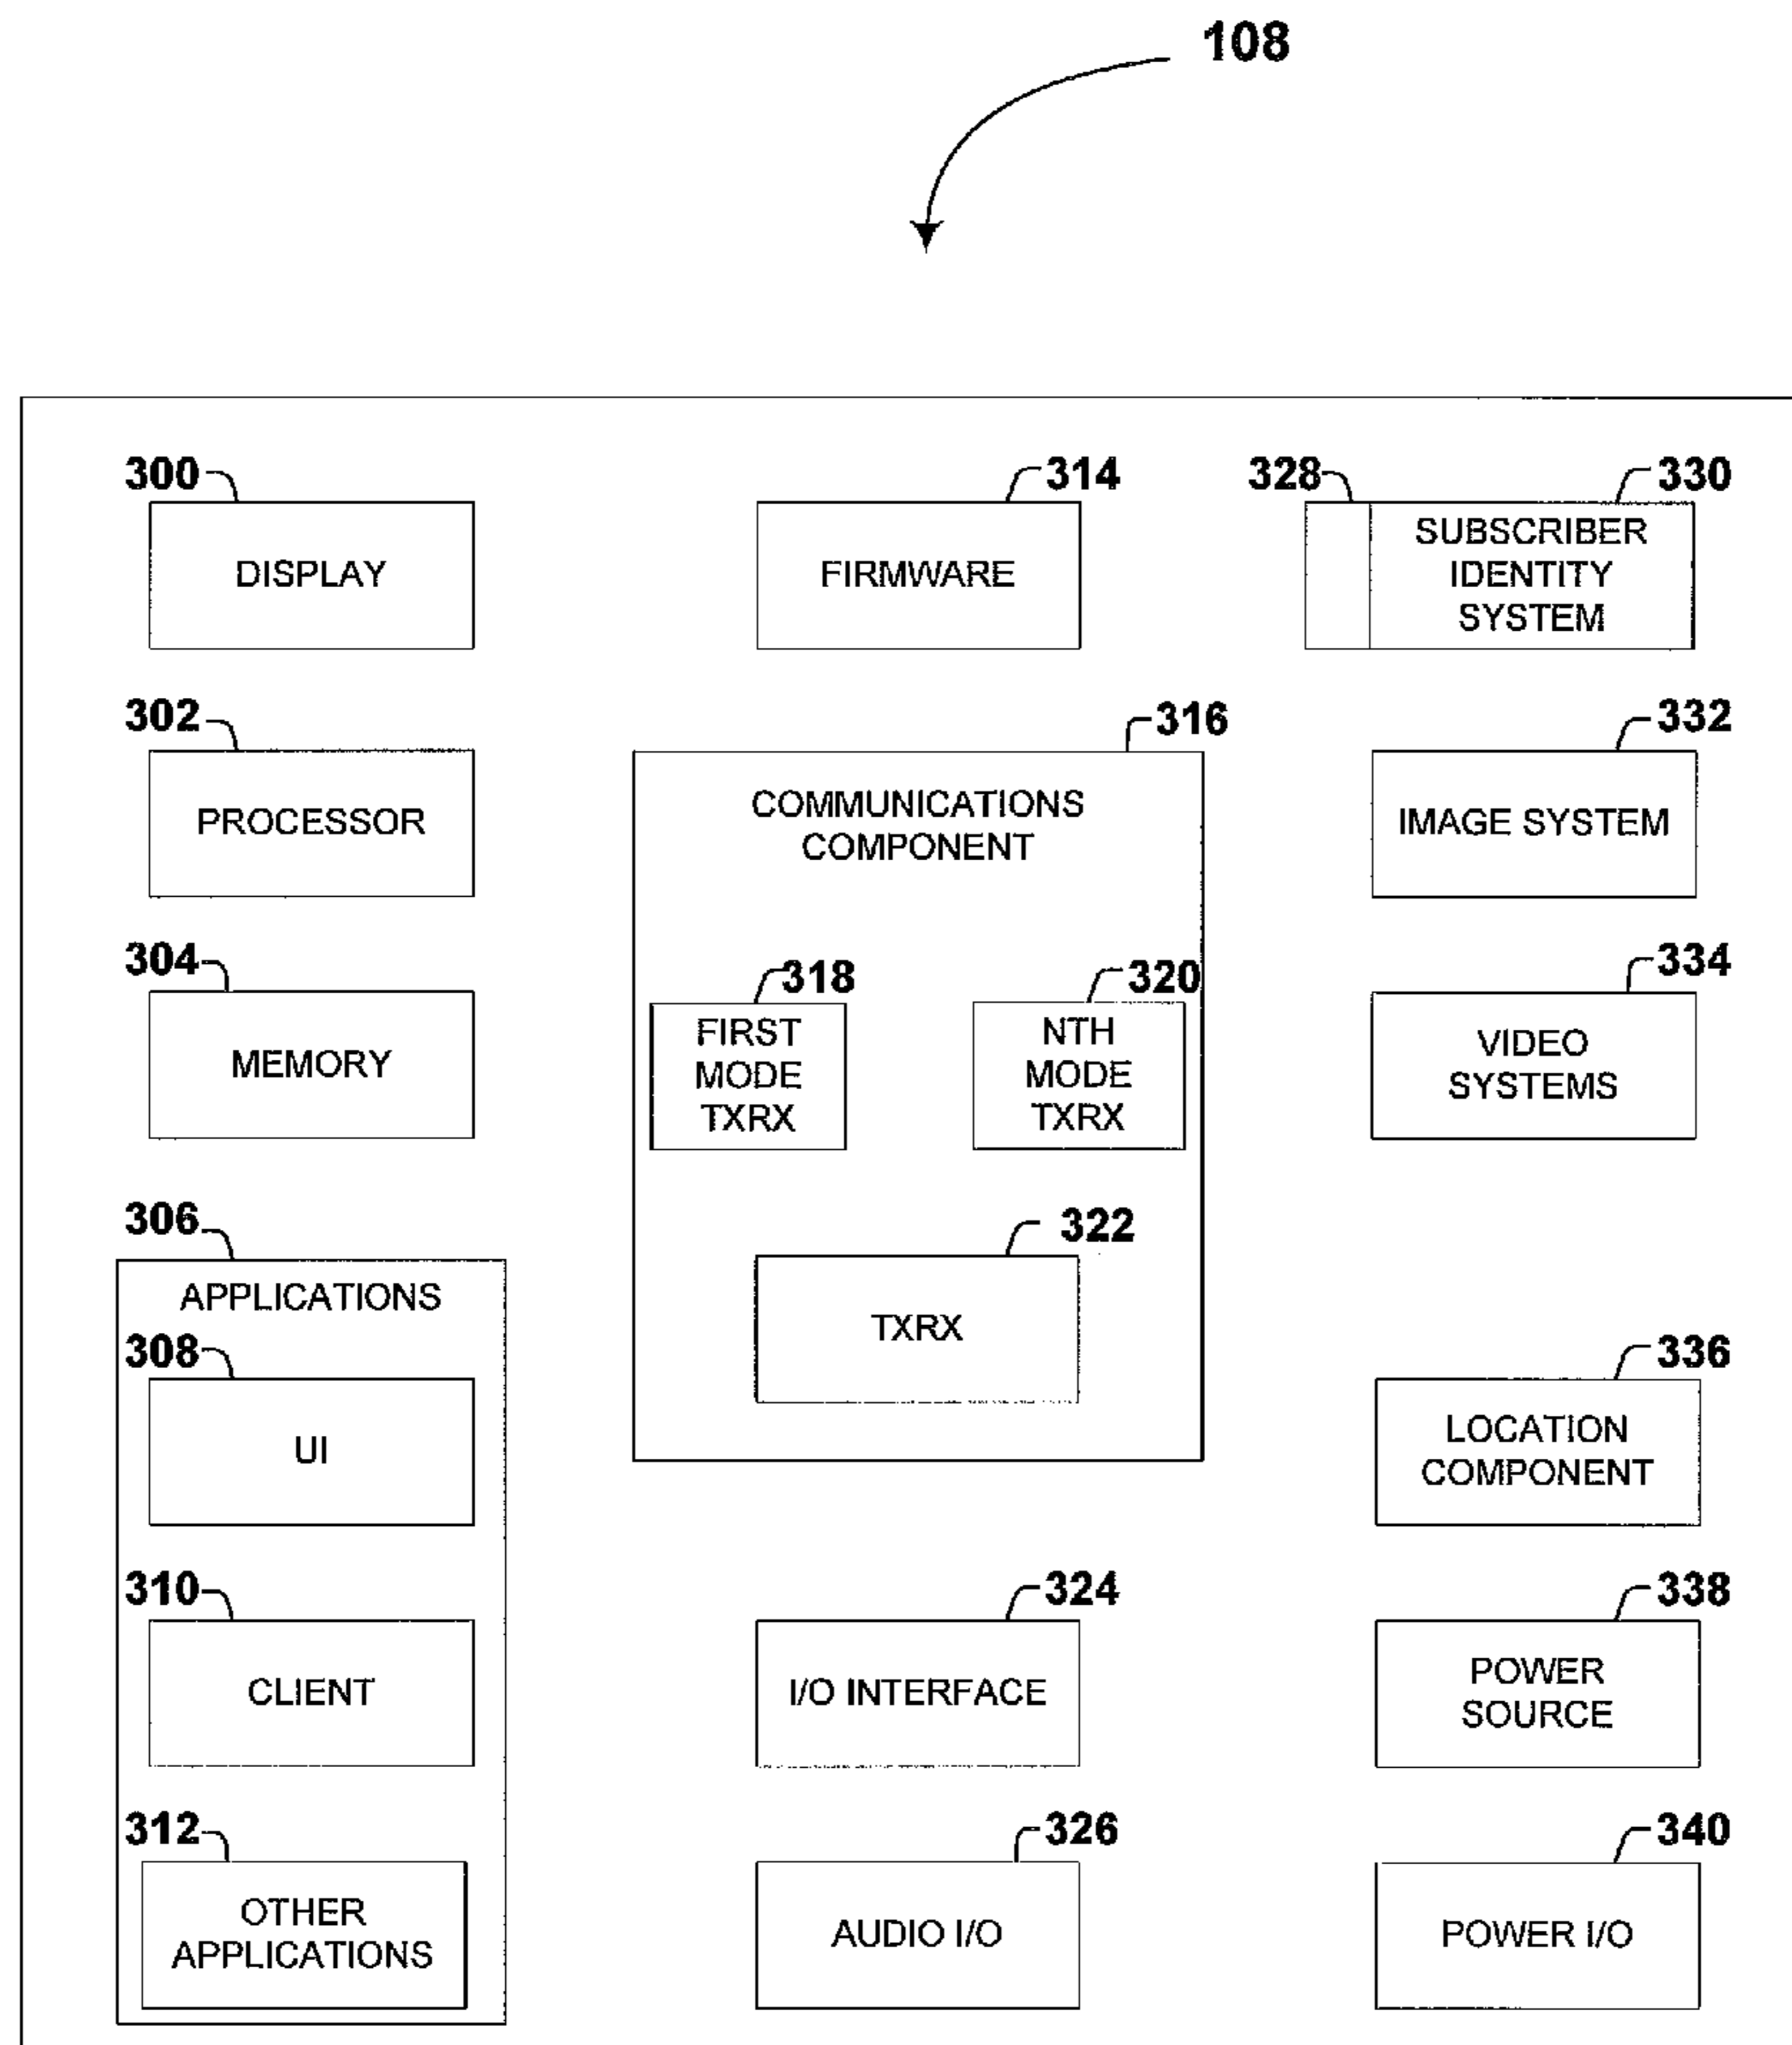 108
300
DISPLAY
314
FIRMWARE
328
330
SUBSCRIBER
IDENTITY
SYSTEM
302
PROCESSOR
316
COMMUNICATIONS
COMPONENT
332
IMAGE SYSTEM
304
MEMORY
318
FIRST
MODE
TXRX
320
NTH
MODE
TXRX
334
VIDEO
SYSTEMS
306
APPLICATIONS
322
TXRX
308
UI
336
LOCATION
COMPONENT
310
CLIENT
324
I/O INTERFACE
338
POWER
SOURCE
312
OTHER
APPLICATIONS
326
AUDIO I/O
340
POWER I/O